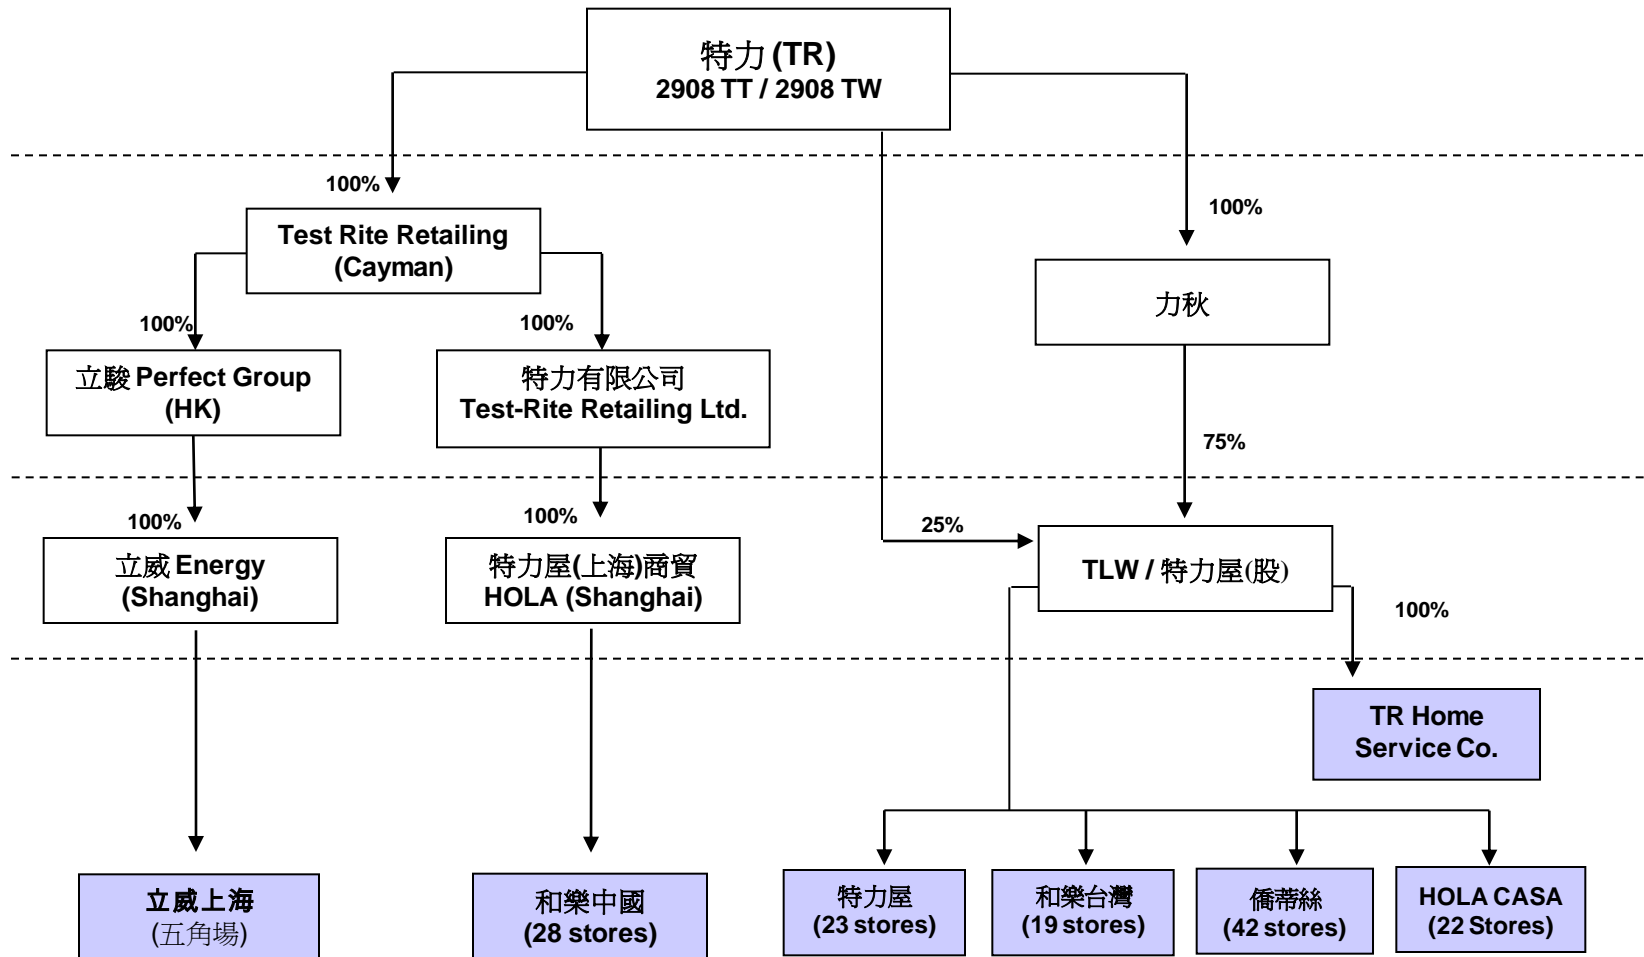 特力 (TR)
2908 TT / 2908 TW
100%
100%
Test Rite Retailing
(Cayman)
力秋
100%
100%
立駿 Perfect Group
(HK)
特力有限公司
Test-Rite Retailing Ltd.
75%
100%
100%
25%
立威 Energy
(Shanghai)
特力屋(上海)商貿
HOLA (Shanghai)
TLW / 特力屋(股)
100%
TR Home
Service Co.
立威上海
(五角場)
和樂中國
(28 stores)
特力屋
(23 stores)
和樂台灣
(19 stores)
僑蒂絲
(42 stores)
HOLA CASA
(22 Stores)